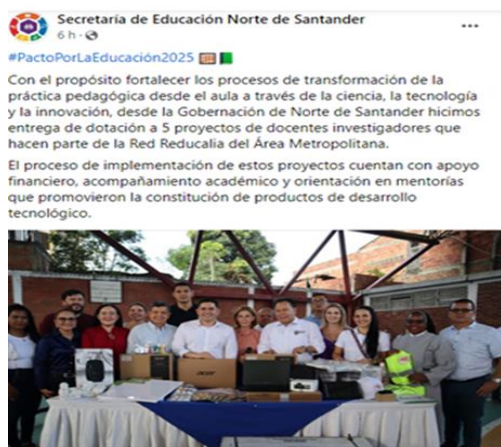 Secretaría de Educación Norte de Santander
6 h ·
#PactoPorLaEducación2025
Con el propósito fortalecer los procesos de transformación de la
práctica pedagógica desde el aula a través de la ciencia, la tecnología
y la innovación, desde la Gobernación de Norte de Santander hicimos
entrega de dotación a 5 proyectos de docentes investigadores que
hacen parte de la Red Reducalia del Área Metropolitana.
El proceso de implementación de estos proyectos cuentan con apoyo
financiero, acompañamiento académico y orientación en mentorías
que promovieron la constitución de productos de desarrollo
tecnológico.
acer